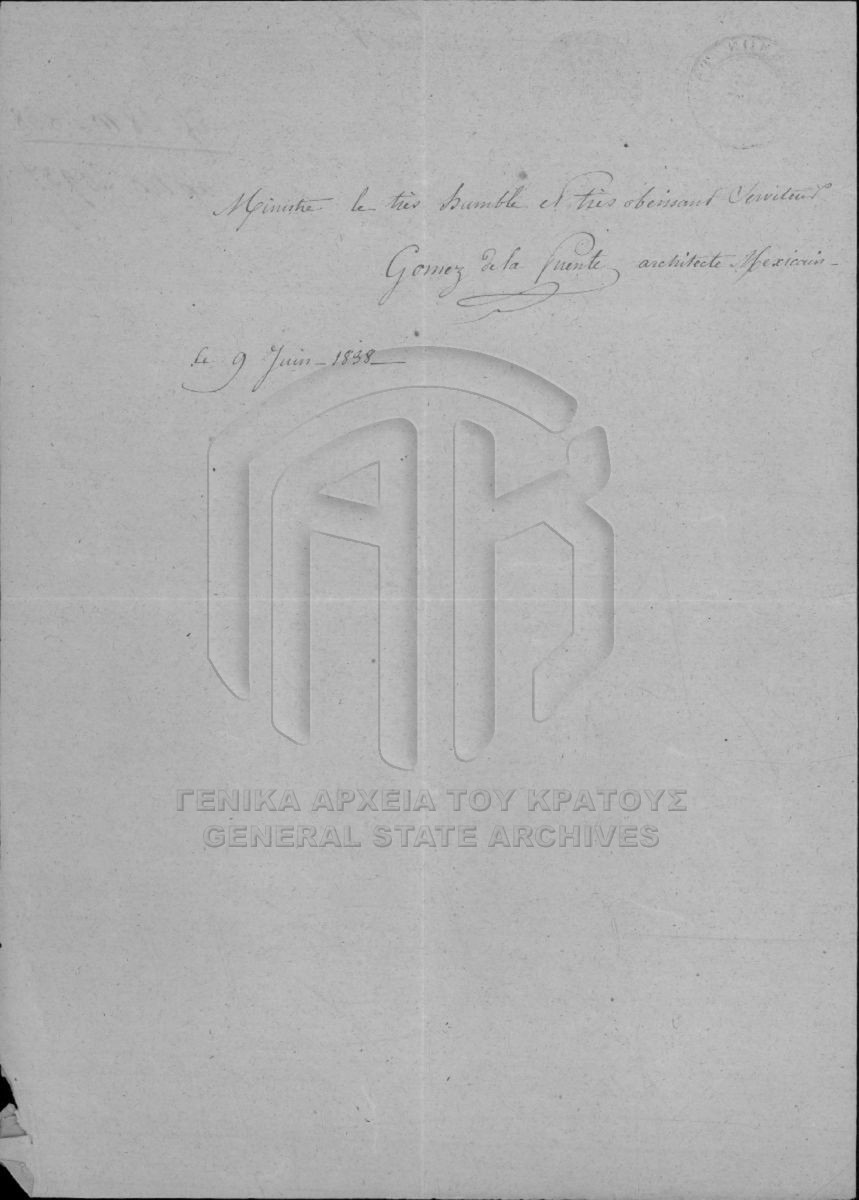 Ministre le très humble et très obéissant Serviteur
Gomez de la Puente architecte Mexicain
Le 9 Juin - 1838
ΓΕΝΙΚΑ ΑΡΧΕΙΑ ΤΟΥ ΚΡΑΤΟΥΣ
GENERAL STATE ARCHIVES